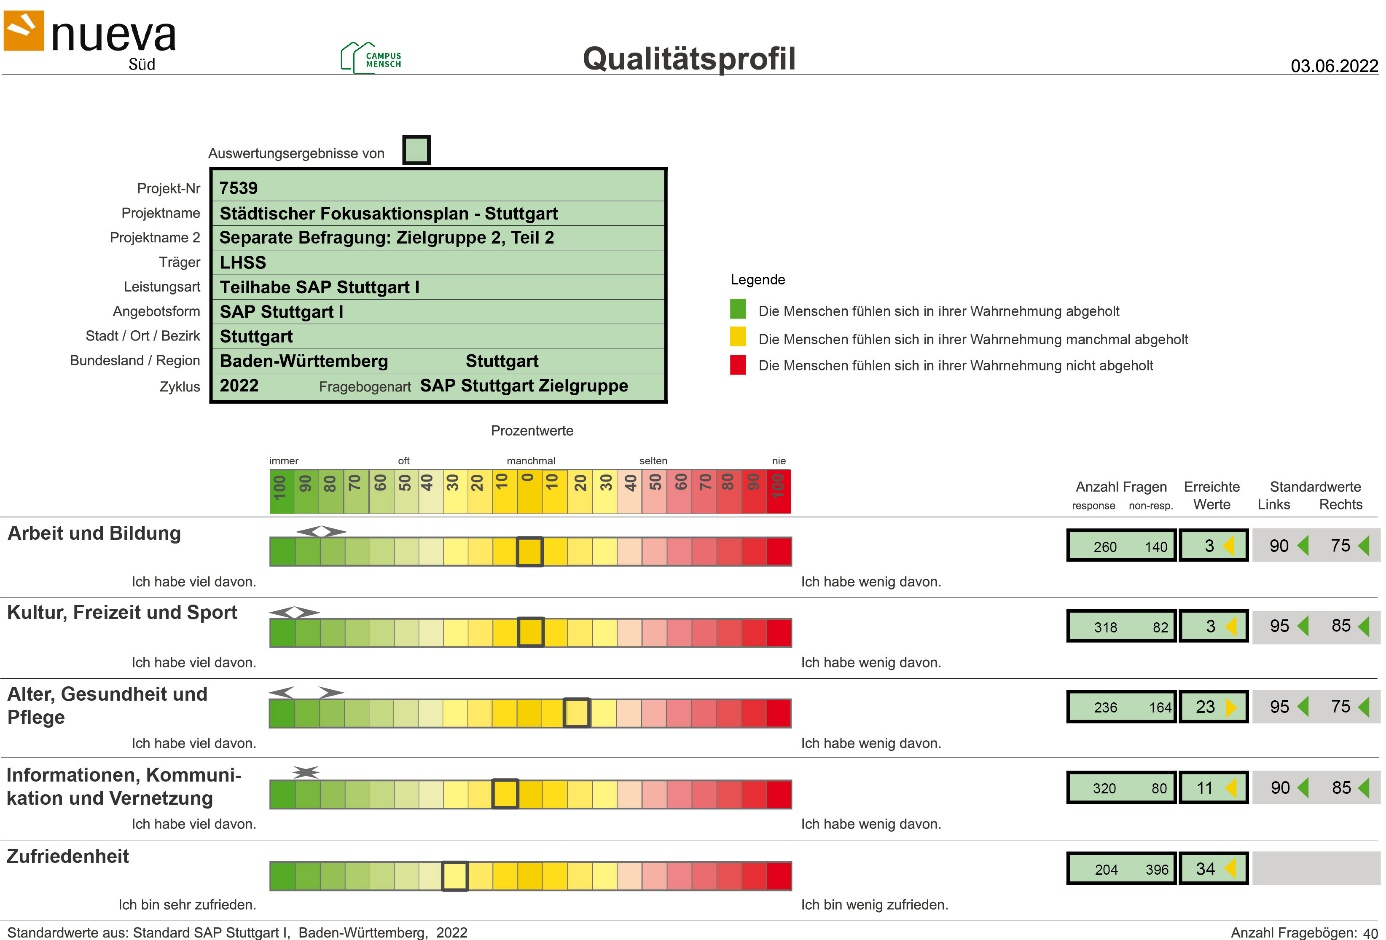 nueva
Süd
CAMPUS
MENSCH
Qualitätsprofil
03.06.2022
Auswertungsergebnisse von
Projekt-Nr 7539
Projektname Städtischer Fokusaktionsplan - Stuttgart
Projektname 2 Separate Befragung: Zielgruppe 2, Teil 2
Träger LHSS
Leistungsart Teilhabe SAP Stuttgart I
Angebotsform SAP Stuttgart I
Stadt / Ort / Bezirk Stuttgart
Bundesland / Region Baden-Württemberg Stuttgart
Zyklus 2022 Fragebogenart SAP Stuttgart Zielgruppe
Legende
Die Menschen fühlen sich in ihrer Wahrnehmung abgeholt
Die Menschen fühlen sich in ihrer Wahrnehmung manchmal abgeholt
Die Menschen fühlen sich in ihrer Wahrnehmung nicht abgeholt
Prozentwerte
immer oft manchmal selten nie
100 90 80 70 60 50 40 30 20 10 0 10 20 30 40 50 60 70 80 90 100
Anzahl Fragen Erreichte Standardwerte
response non-resp. Werte Links Rechts
Arbeit und Bildung
260 140 3 90 75
Ich habe viel davon. Ich habe wenig davon.
Kultur, Freizeit und Sport
318 82 3 95 85
Ich habe viel davon. Ich habe wenig davon.
Alter, Gesundheit und
Pflege
236 164 23 95 75
Ich habe viel davon. Ich habe wenig davon.
Informationen, Kommuni-
kation und Vernetzung
320 80 11 90 85
Ich habe viel davon. Ich habe wenig davon.
Zufriedenheit
204 396 34
Ich bin sehr zufrieden. Ich bin wenig zufrieden.
Standardwerte aus: Standard SAP Stuttgart I, Baden-Württemberg, 2022
Anzahl Fragebögen: 40